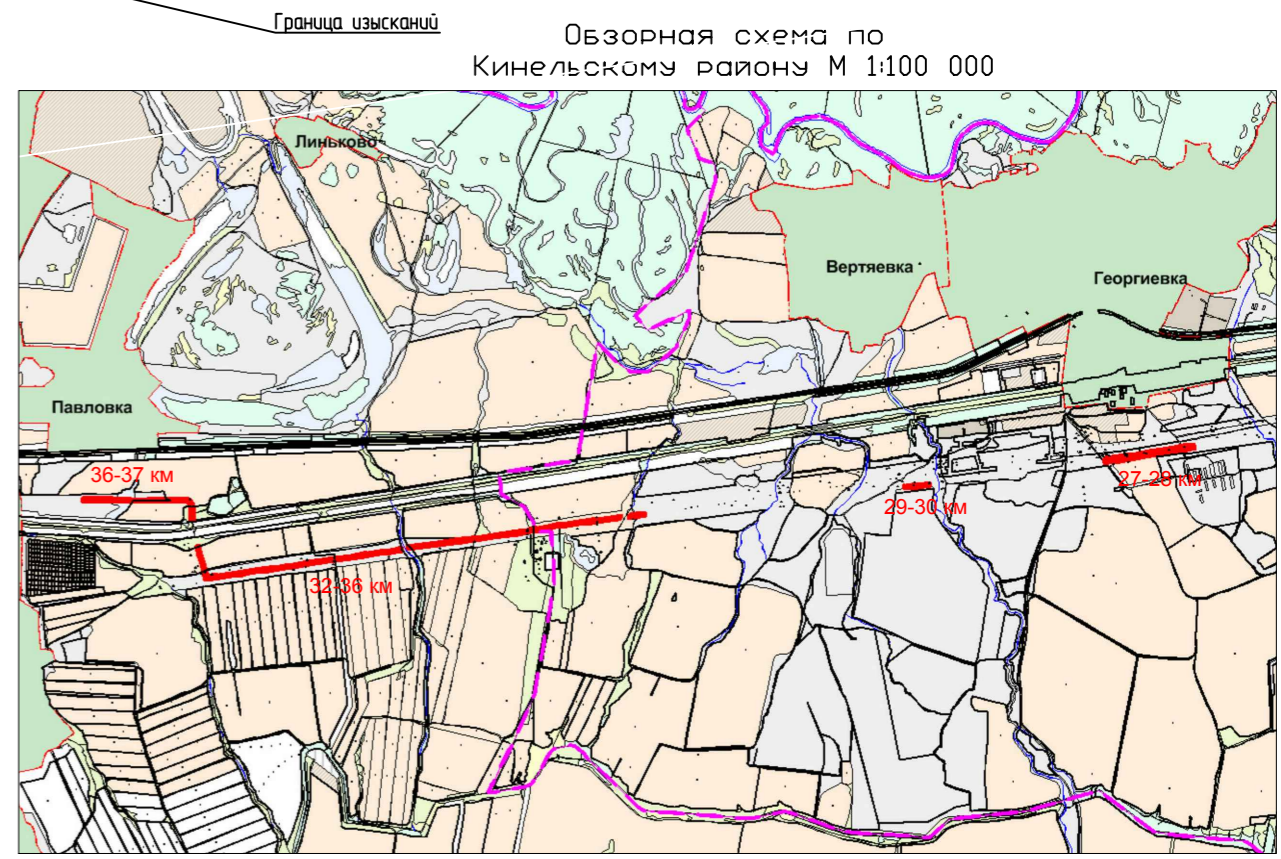 Граница изысканий
Обзорная схема по
Кинельскому району М 1:100 000
Линьково
Вертяевка
Георгиевка
Павловка
36-37 км
27-28 км
29-30 км
32-36 км